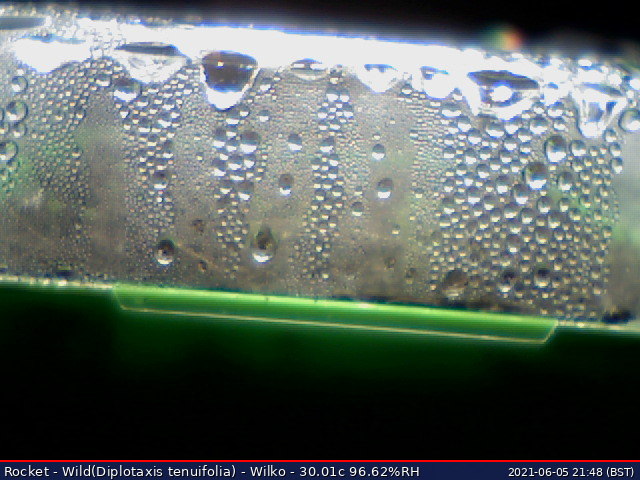 Rocket - Wild(Diplotaxis tenuifolia) - Wilko - 30.01c 96.62%RH 2021-06-05 21:48 (BST)